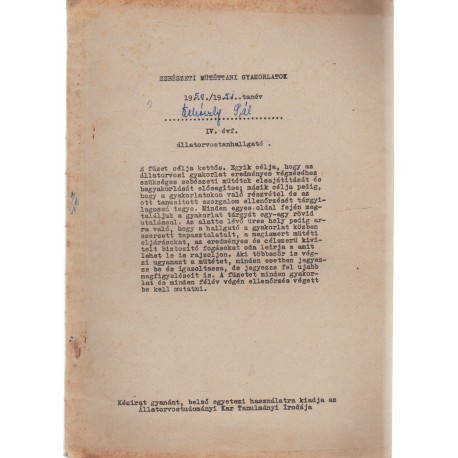 SEBÉSZETI MŰTÉTTANI GYAKORLATOK
195../19.. tanév
Pál
IV. évf.
állatorvostanhallgató .
E füzet célja kettős. Egyik célja, hogy az
állatorvosi gyakorlat eredményes végzéséhez
szükséges sebészeti műtétek elsajátítását és
begyakorlását elősegítse; másik célja pedig,
hogy a gyakorlatokon való részvétel és az
ott tanusított szorgalom ellenőrzését tárgyi-
lagossá tegye. Minden egyes oldal fején meg-
találjuk a gyakorlat tárgyát egy-egy rövid
utalással. Az alatta lévő üres hely pedig ar-
ra való, hogy a hallgató a gyakorlat közben
szerzett tapasztalatait, a megismert műtéti
eljárásokat, az eredményes és célszerű kivi-
telt biztosító fogásokat oda leírja s amit
lehet le is rajzoljon. Aki többször is vég-
zi ugyanazt a műtétet, minden esetben jegyez-
ze be és igazoltassa, de jegyezze fel ujabb
megfigyeléseit is. A füzetet minden gyakor-
lat és minden félév végén ellenőrzés végett
be kell mutatni.
Kézirat gyanánt, belső egyetemi használatra kiadja az
Állatorvostudományi Kar Tanulmányi Irodája